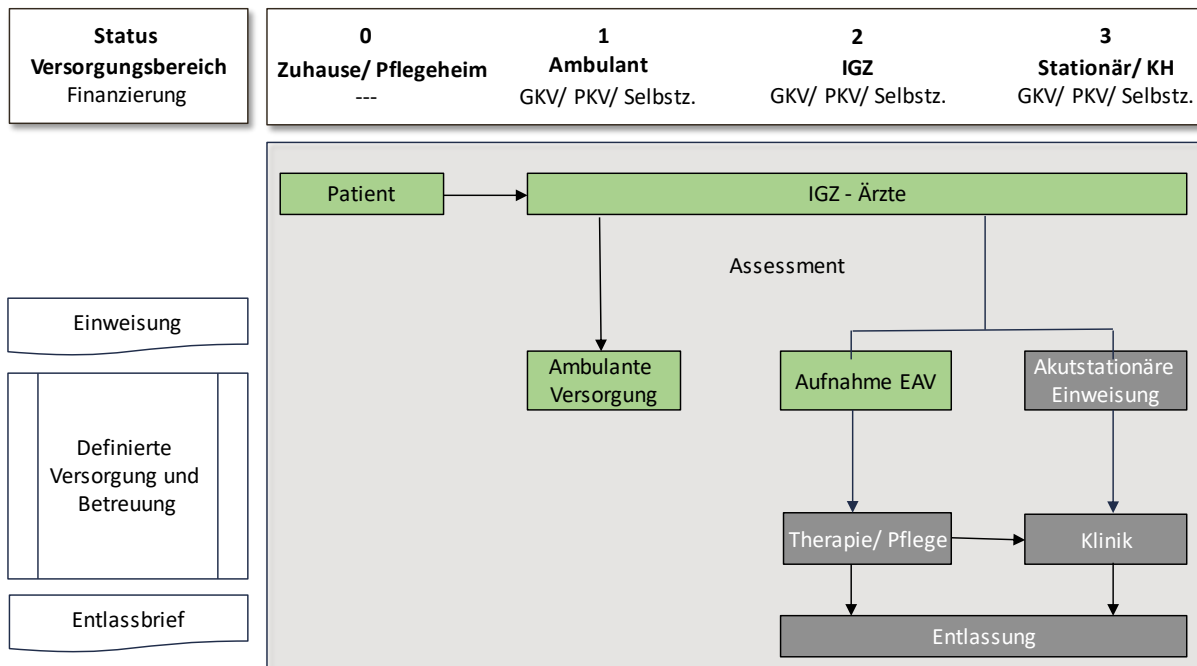 Status
Versorgungsbereich
Finanzierung
0
Zuhause/ Pflegeheim
---
1
Ambulant
GKV/ PKV/ Selbstz.
2
IGZ
GKV/ PKV/ Selbstz.
3
Stationär/ KH
GKV/ PKV/ Selbstz.
Patient
IGZ - Ärzte
Assessment
Einweisung
Ambulante
Versorgung
Aufnahme EAV
Akutstationäre
Einweisung
Definierte
Versorgung und
Betreuung
Therapie/ Pflege
Klinik
Entlassbrief
Entlassung